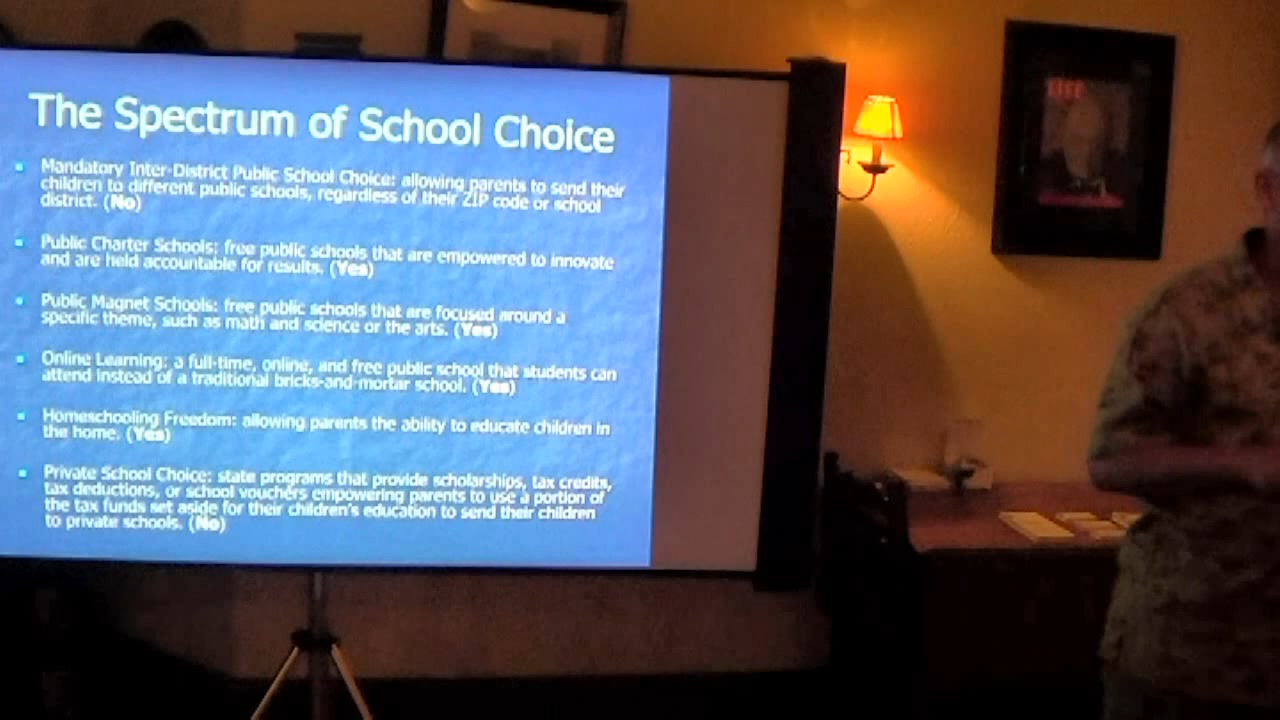 The Spectrum of School Choice
Mandatory Inter-District Public School Choice: allowing parents to send their
children to different public schools, regardless of their ZIP code or school
district. (No)
Public Charter Schools: free public schools that are empowered to innovate
and are held accountable for results. (Yes)
Public Magnet Schools: free public schools that are focused around a
specific theme, such as math and science or the arts. (Yes)
Online Learning: a full-time, online, and free public school that students can
attend instead of a traditional bricks-and-mortar school. (Yes)
Homeschooling Freedom: allowing parents the ability to educate children in
the home. (Yes)
Private School Choice: state programs that provide scholarships, tax credits,
tax deductions, or school vouchers empowering parents to use a portion of
the tax funds set aside for their children's education to send their children
to private schools. (No)
LIFE